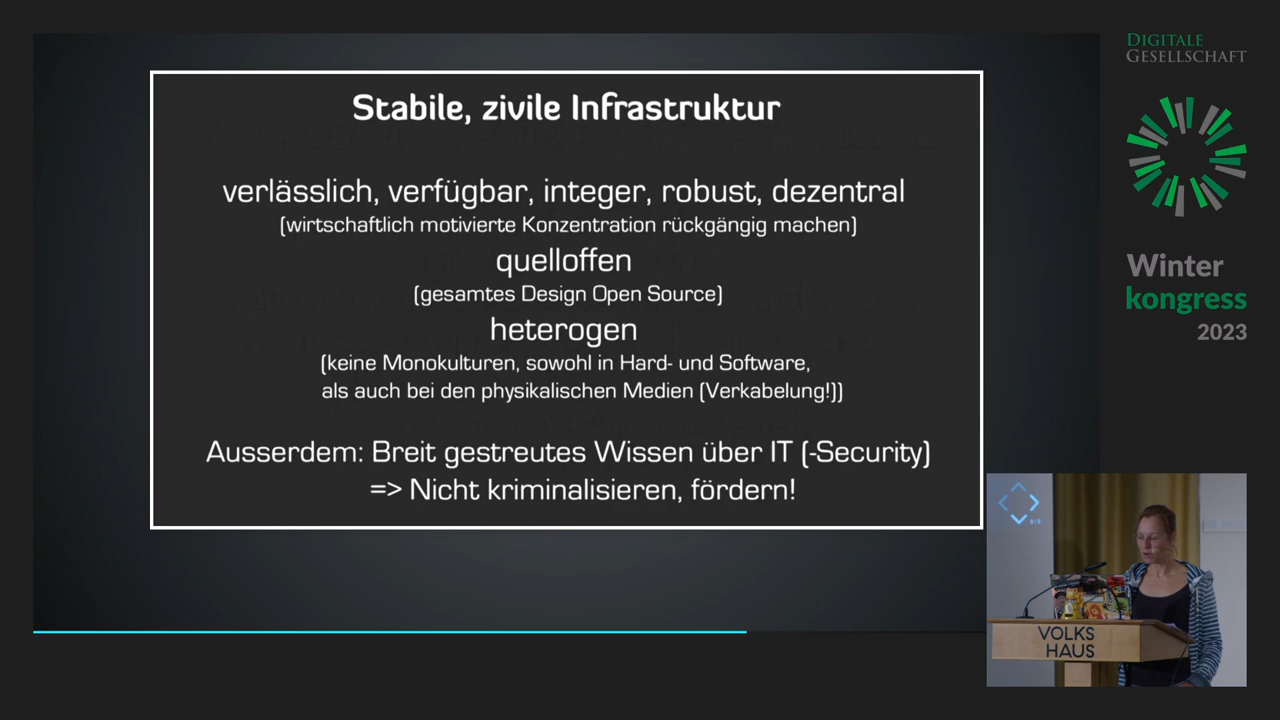 Stabile, zivile Infrastruktur
verlässlich, verfügbar, integer, robust, dezentral
(wirtschaftlich motivierte Konzentration rückgängig machen)
quelloffen
(gesamtes Design Open Source)
heterogen
(keine Monokulturen, sowohl in Hard- und Software,
als auch bei den physikalischen Medien (Verkabelung!))
Ausserdem: Breit gestreutes Wissen über IT (-Security)
=> Nicht kriminalisieren, fördern!
DIGITALE
GESELLSCHAFT
Winter
kongress
2023
VOLKS
HAUS